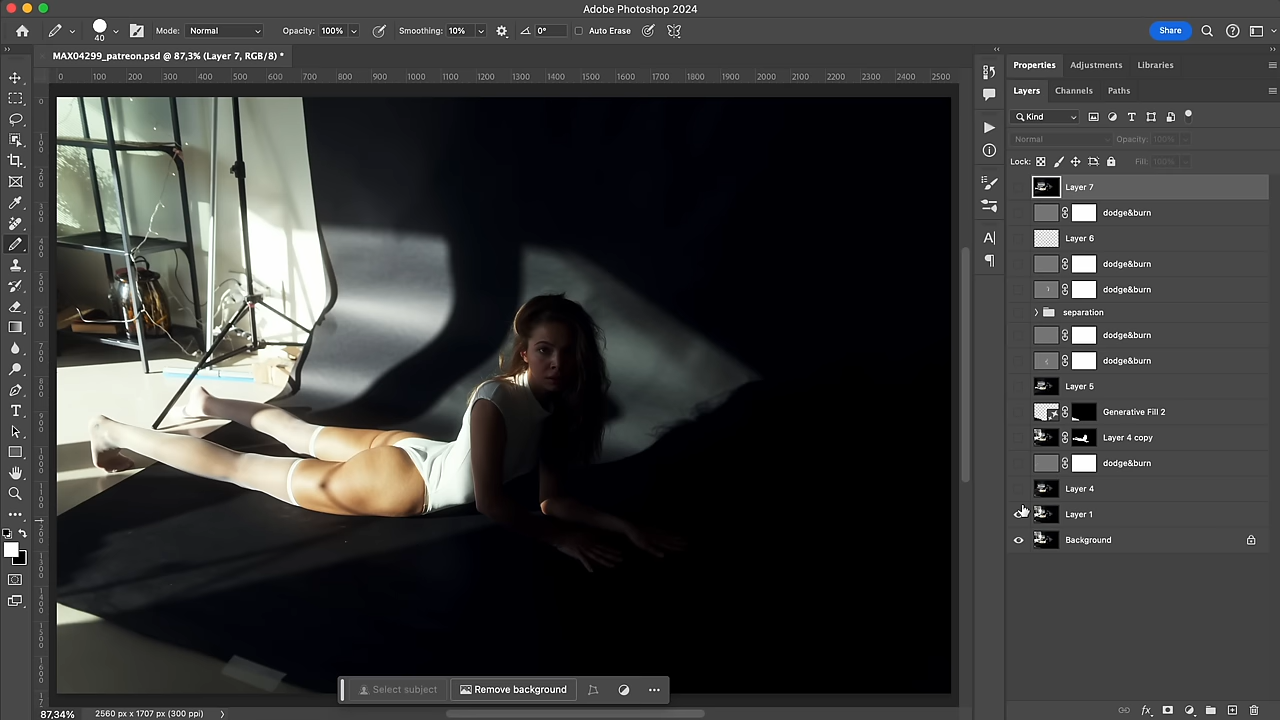 Adobe Photoshop 2024
40
Mode: Normal
Opacity: 100%
Smoothing: 10%
0°
Auto Erase
Share
MAX04299_patreon.psd @ 87,3% (Layer 7, RGB/8) *
0 100 200 300 400 500 600 700 800 900 1000 1100 1200 1300 1400 1500 1600 1700 1800 1900 2000 2100 2200 2300 2400 2500
Properties
Adjustments
Libraries
Layers
Channels
Paths
Kind
Normal
Opacity: 100%
Lock:
Fill: 100%
Layer 7
dodge&burn
Layer 6
dodge&burn
dodge&burn
separation
dodge&burn
dodge&burn
Layer 5
Generative Fill 2
Layer 4 copy
dodge&burn
Layer 4
Layer 1
Background
Select subject
Remove background
87,34%
2560 px x 1707 px (300 ppi)